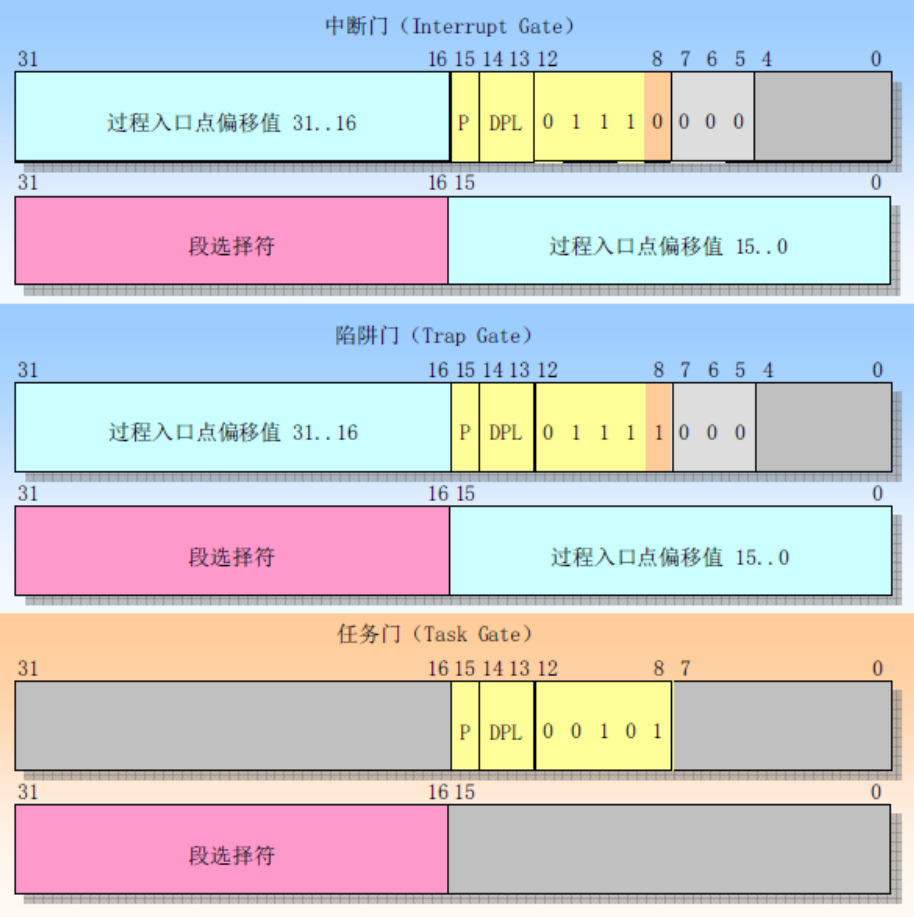 中断门（Interrupt Gate）
31 16 15 14 13 12 8 7 6 5 4 0
过程入口点偏移值 31..16 P DPL 0 1 1 1 0 0 0 0
31 16 15 0
段选择符 过程入口点偏移值 15..0
陷阱门（Trap Gate）
31 16 15 14 13 12 8 7 6 5 4 0
过程入口点偏移值 31..16 P DPL 0 1 1 1 1 0 0 0
31 16 15 0
段选择符 过程入口点偏移值 15..0
任务门（Task Gate）
31 16 15 14 13 12 8 7 0
P DPL 0 0 1 0 1
31 16 15 0
段选择符